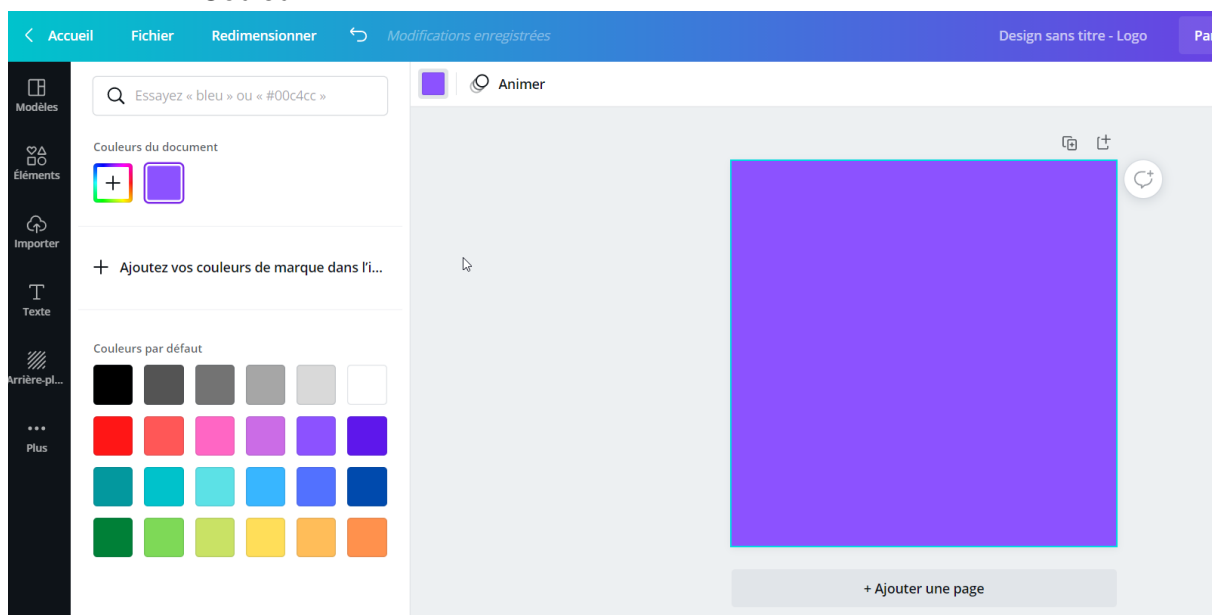 Accueil Fichier Redimensionner Modifications enregistrées Design sans titre - Logo
Modèles
Essayez « bleu » ou « #00c4cc »
Animer
Couleurs du document
Éléments
Importer
Ajoutez vos couleurs de marque dans l'i...
Texte
Couleurs par défaut
Arrière-pl...
Plus
+ Ajouter une page